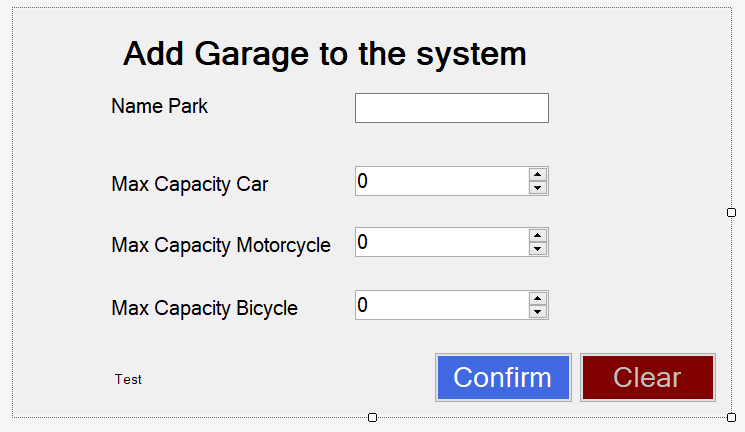 Add Garage to the system
Name Park
Max Capacity Car 0
Max Capacity Motorcycle 0
Max Capacity Bicycle 0
Test Confirm Clear